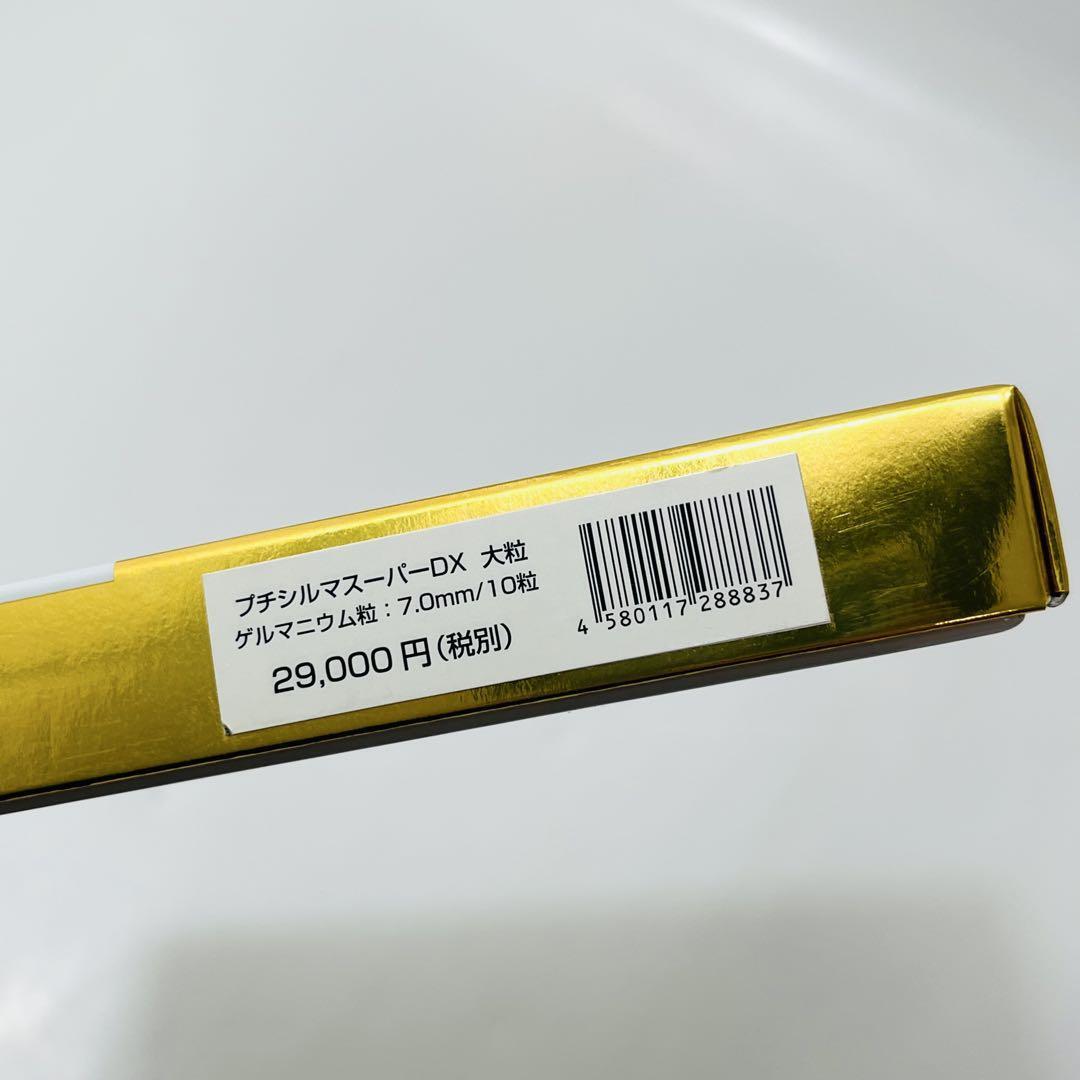 プチシルマスーパーDX 大粒
ゲルマニウム粒：7.0mm/10粒
29,000円(税別)
4 580117 288837